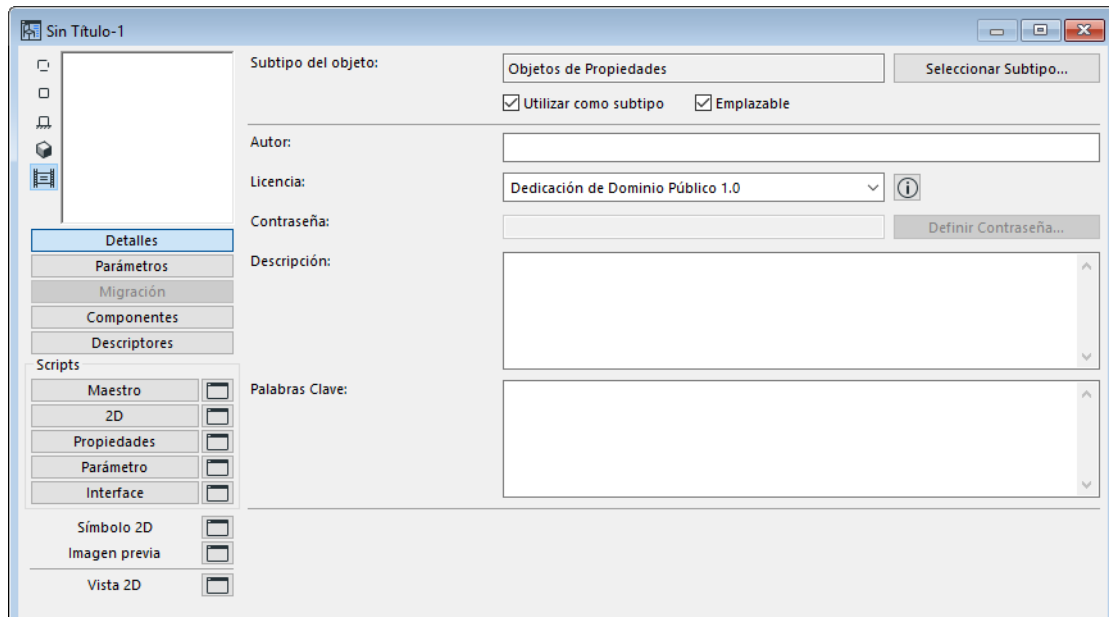 Sin Título-1
Subtipo del objeto:
Objetos de Propiedades
Seleccionar Subtipo...
Utilizar como subtipo
Emplazable
Autor:
Licencia:
Dedicación de Dominio Público 1.0
Contraseña:
Definir Contraseña...
Descripción:
Palabras Clave:
Detalles
Parámetros
Migración
Componentes
Descriptores
Scripts
Maestro
2D
Propiedades
Parámetro
Interface
Símbolo 2D
Imagen previa
Vista 2D